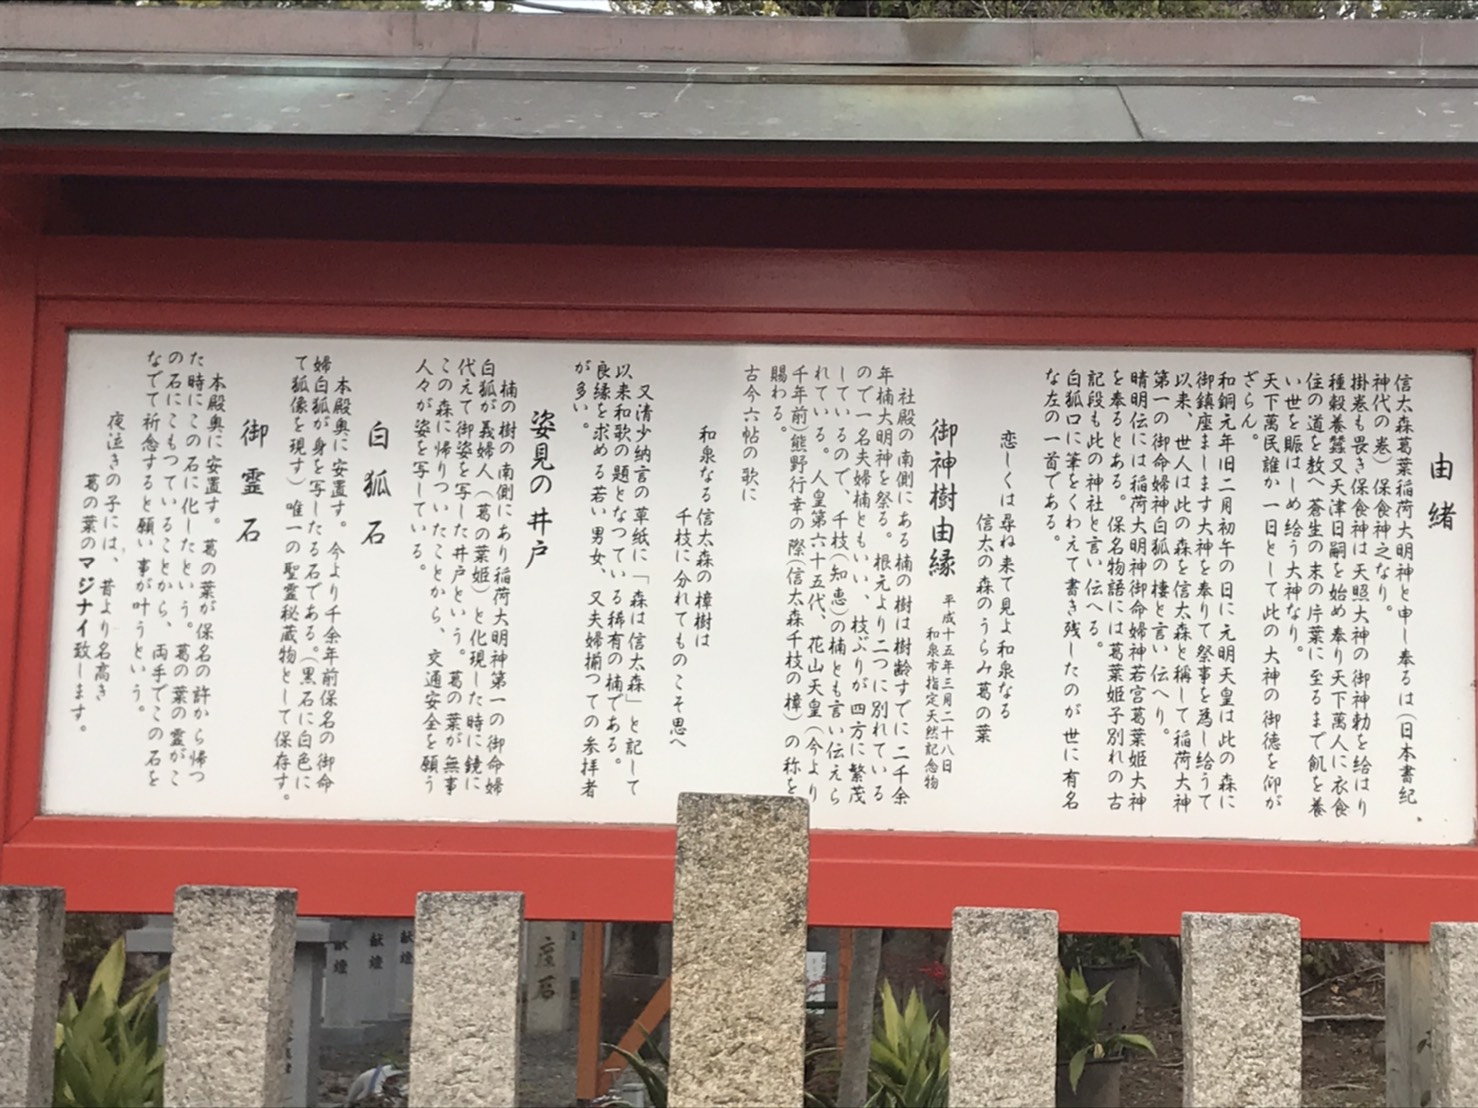 由緒
信太森葛葉稲荷大明神と申し奉るは(日本書紀
神代の巻)保食神之なり。
掛巻も畏き保食神は天照大神の御神勅を給はり
種穀養蚕又天津日嗣を始め奉り天下萬人に衣食
住の道を教へ蒼生の末の片葉に至るまで飢を養
い世を賑はしめ給う大神なり。
天下萬民誰か一日として此の大神の御徳を仰が
ざらん。
和銅元年旧二月初午の日に元明天皇は此の森に
御鎮座まします大神を奉りて祭事を為し給うて
以来、世人は此の森を信太森と稱して稲荷大神
第一の御命婦神白狐の棲と言い伝へり。
晴明伝には稲荷大明神御命婦神若宮葛葉姫大神
を奉るとある。保名物語には葛葉姫子別れの古
記段も此の神社と言い伝へる。
白狐口に筆をくわえて書き残したのが世に有名
な左の一首である。
恋しくは尋ね来て見よ和泉なる
信太の森のうらみ葛の葉
御神樹由縁
平成十五年三月二十八日
和泉市指定天然記念物
社殿の南側にある楠の樹は樹齢すでに二千余
年楠大明神を祭る。根元より二つに別れている
ので一名夫婦楠ともいい、枝ぶりが四方に繁茂
しているので、千枝(知恵)の楠とも言い伝えら
れている。人皇第六十五代、花山天皇(今より
千年前)熊野行幸の際(信太森千枝の樟)の称を
賜わる。
古今六帖の歌に
和泉なる信太森の樟樹は
千枝に分れてものこそ思へ
又清少納言の草紙に「森は信太森」と記して
以来和歌の題となつている稀有の楠である。
良縁を求める若い男女、又夫婦揃つての参拝者
が多い。
姿見の井戸
楠の樹の南側にあり稲荷大明神第一の御命婦
白狐が義婦人(葛の葉姫)と化現した時に鏡に
代えて御姿を写した井戸という。葛の葉が無事
この森に帰りついたことから、交通安全を願う
人々が姿を写している。
白狐石
本殿奥に安置す。今より千余年前保名の御命
婦白狐が身を写したる石である。(黒石に白色に
て狐像を現す)唯一の聖霊秘蔵物として保存す。
御霊石
本殿奥に安置す。葛の葉が保名の許から帰つ
た時にこの石に化したという。葛の葉の霊がこ
の石にこもつていることから、両手でこの石を
なでて祈念すると願い事が叶うという。
夜泣きの子には、昔より名高き
葛の葉のマジナイ致します。
献燈
献燈
献燈